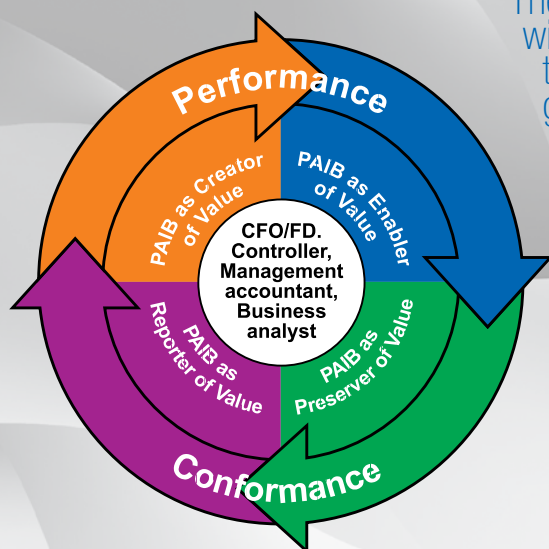 Performance
PAIB as Creator
of Value
PAIB as Enabler
of Value
CFO/FD.
Controller,
Management
accountant,
Business
analyst
PAIB as
Reporter of Value
PAIB as
Preserver of Value
Conformance